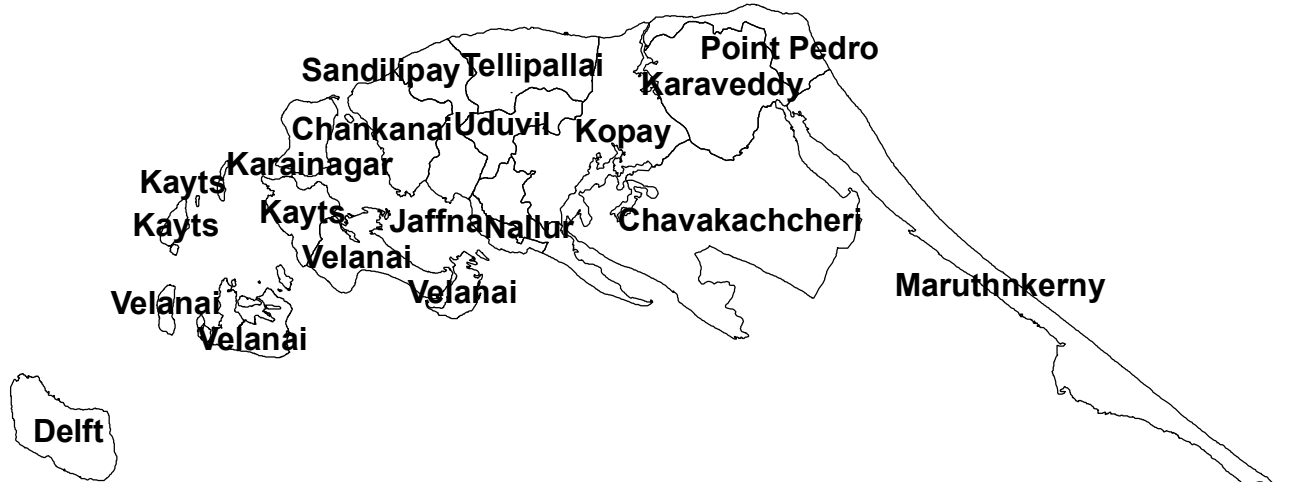 Point Pedro
Sandilipay
Tellipallai
Karaveddy
Chankanai
Uduvil
Kopay
Karainagar
Kayts
Kayts
Kayts
Jaffna
Nallur
Chavakachcheri
Velanai
Maruthnkerny
Velanai
Velanai
Velanai
Delft